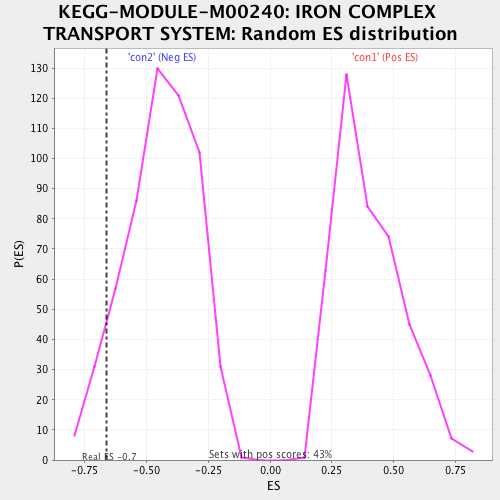 KEGG-MODULE-M00240: IRON COMPLEX
TRANSPORT SYSTEM: Random ES distribution
'con2' (Neg ES)
'con1' (Pos ES)
130
120
110
100
90
80
70
60
50
40
30
20
10
0
P(ES)
Real ES -0.7
Sets with pos scores: 43%
-0.75
-0.50
-0.25
0.00
0.25
0.50
0.75
ES